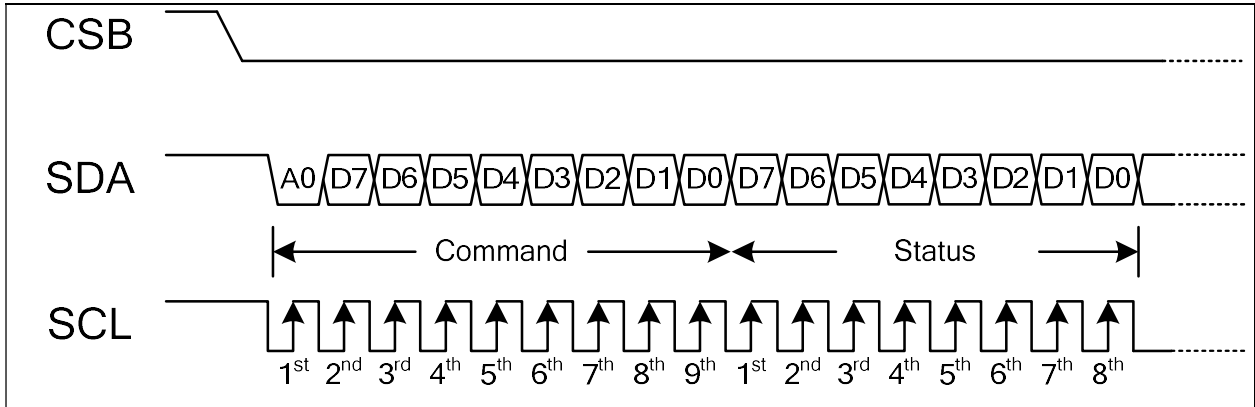 CSB
SDA A0 D7 D6 D5 D4 D3 D2 D1 D0 D7 D6 D5 D4 D3 D2 D1 D0
Command Status
SCL
1st 2nd 3rd 4th 5th 6th 7th 8th 9th 1st 2nd 3rd 4th 5th 6th 7th 8th